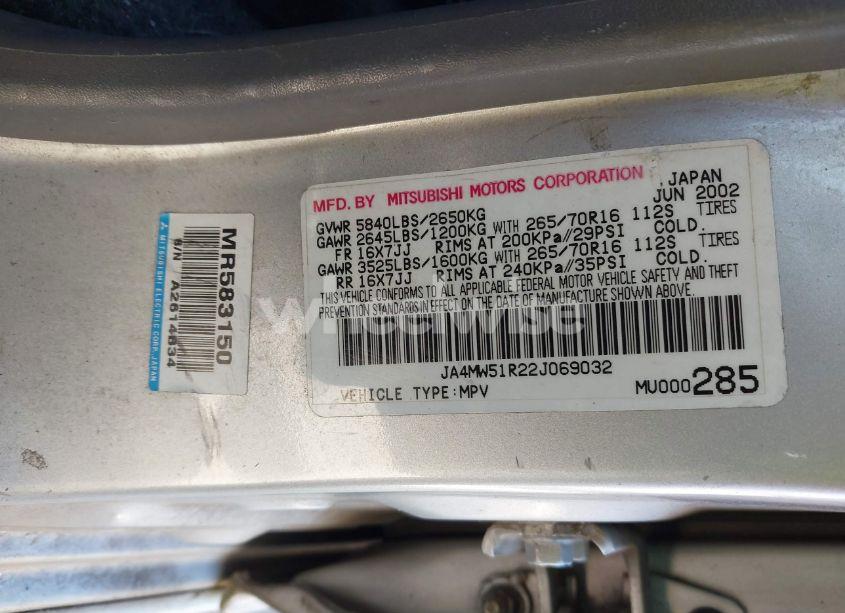 MFD. BY MITSUBISHI MOTORS CORPORATION , JAPAN
JUN 2002
GVWR 5840LBS/2650KG
GAWR 2645LBS/1200KG WITH 265/70R16 112S TIRES
FR 16X7JJ RIMS AT 200KPa//29PSI COLD.
GAWR 3525LBS/1600KG WITH 265/70R16 112S TIRES
RR 16X7JJ RIMS AT 240KPa//35PSI COLD.
THIS VEHICLE CONFORMS TO ALL APPLICABLE FEDERAL MOTOR VEHICLE SAFETY AND THEFT
PREVENTION STANDARDS IN EFFECT ON THE DATE OF MANUFACTURE SHOWN ABOVE.
JA4MW51R22J069032
VEHICLE TYPE:MPV MU000285
MR583150
S/N A2614834
MITSUBISHI ELECTRIC CORP. JAPAN
wheelwise